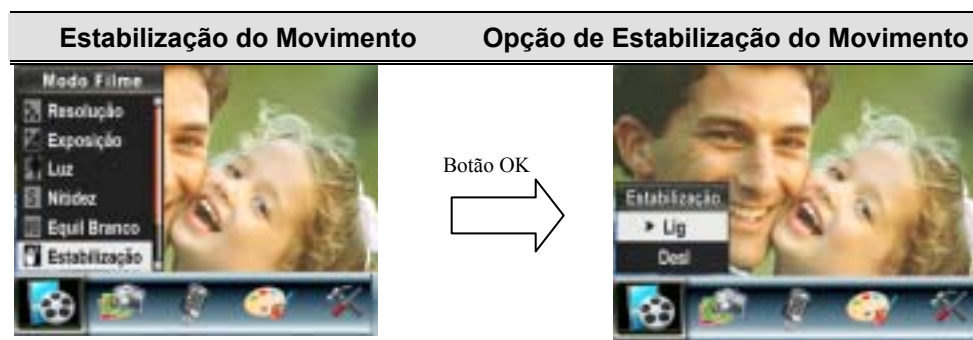 Estabilização do Movimento
Opção de Estabilização do Movimento
Modo Filme
Resolução
Exposição
Luz
Nitidez
Equil Branco
Estabilização
Botão OK
Estabilização
Lig
Desl